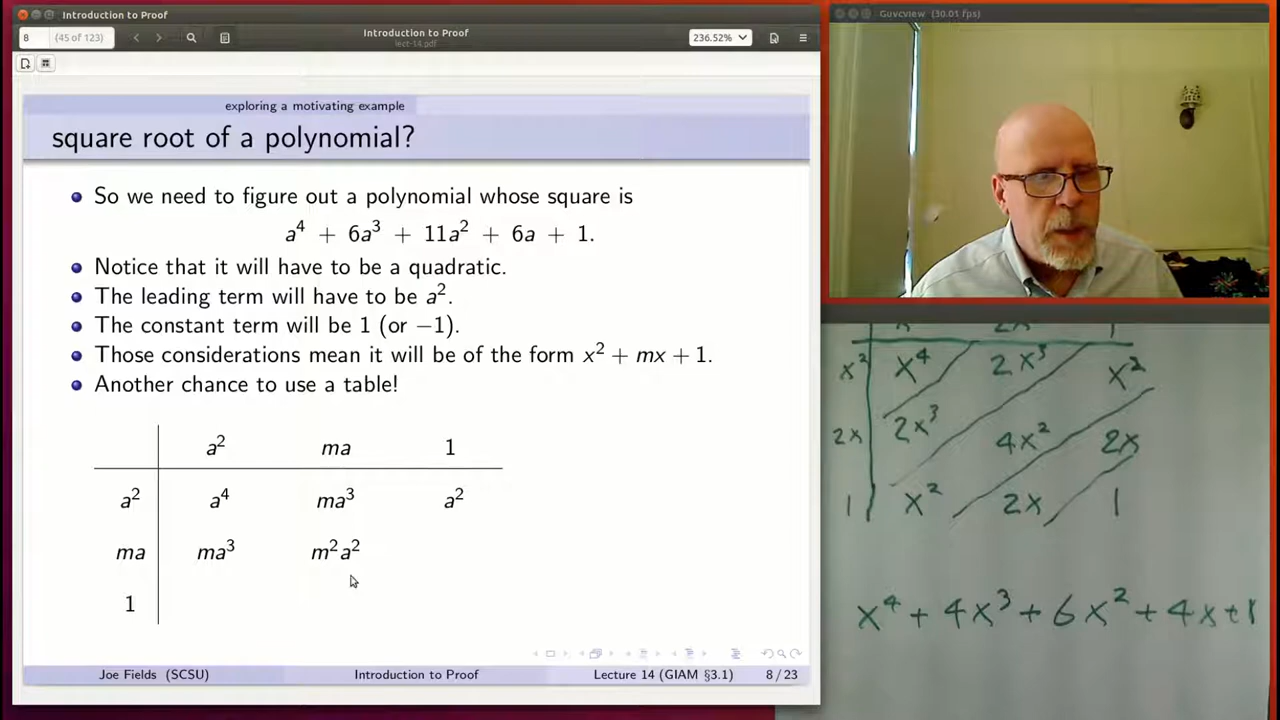 Introduction to Proof
8 (45 of 123)
Introduction to Proof
lect-14.pdf
236.52%
exploring a motivating example
square root of a polynomial?
So we need to figure out a polynomial whose square is
a⁴ + 6a³ + 11a² + 6a + 1.
Notice that it will have to be a quadratic.
The leading term will have to be a².
The constant term will be 1 (or −1).
Those considerations mean it will be of the form x² + mx + 1.
Another chance to use a table!
a² ma 1
a² a⁴ ma³ a²
ma ma³ m²a²
1
Joe Fields (SCSU) Introduction to Proof Lecture 14 (GIAM §3.1) 8 / 23
Guvcview (30.01 fps)
2x 1
x² x⁴ 2x³ x²
2x 2x³ 4x² 2x
1 x² 2x 1
x⁴ + 4x³ + 6x² + 4x + 1